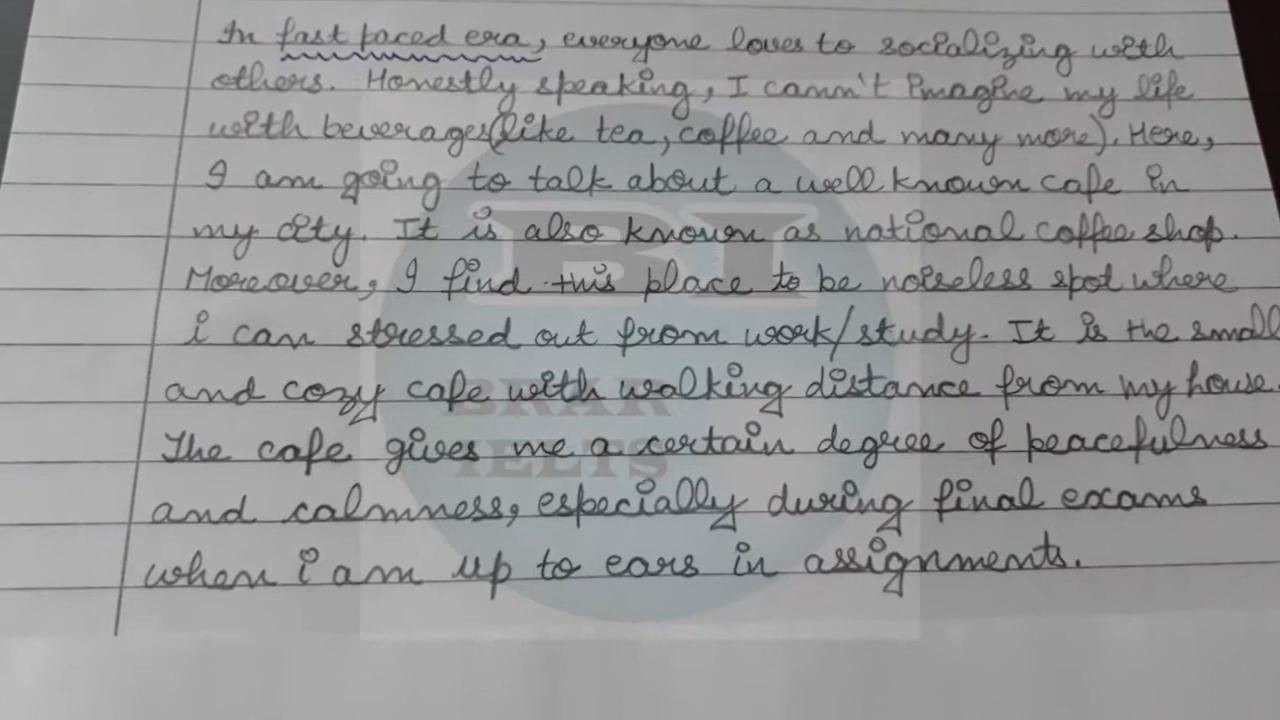 In fast paced era, everyone loves to socializing with
others. Honestly speaking, I cann't imagine my life
with beverages(like tea, coffee and many more). Here,
I am going to talk about a well known cafe in
my city. It is also known as national coffee shop.
Moreover, I find this place to be noiseless spot where
i can stressed out from work/study. It is the small
and cozy cafe with walking distance from my house.
The cafe gives me a certain degree of peacefulness
and calmness, especially during final exams
when i am up to ears in assignments.
BI
BRAR
IELTS